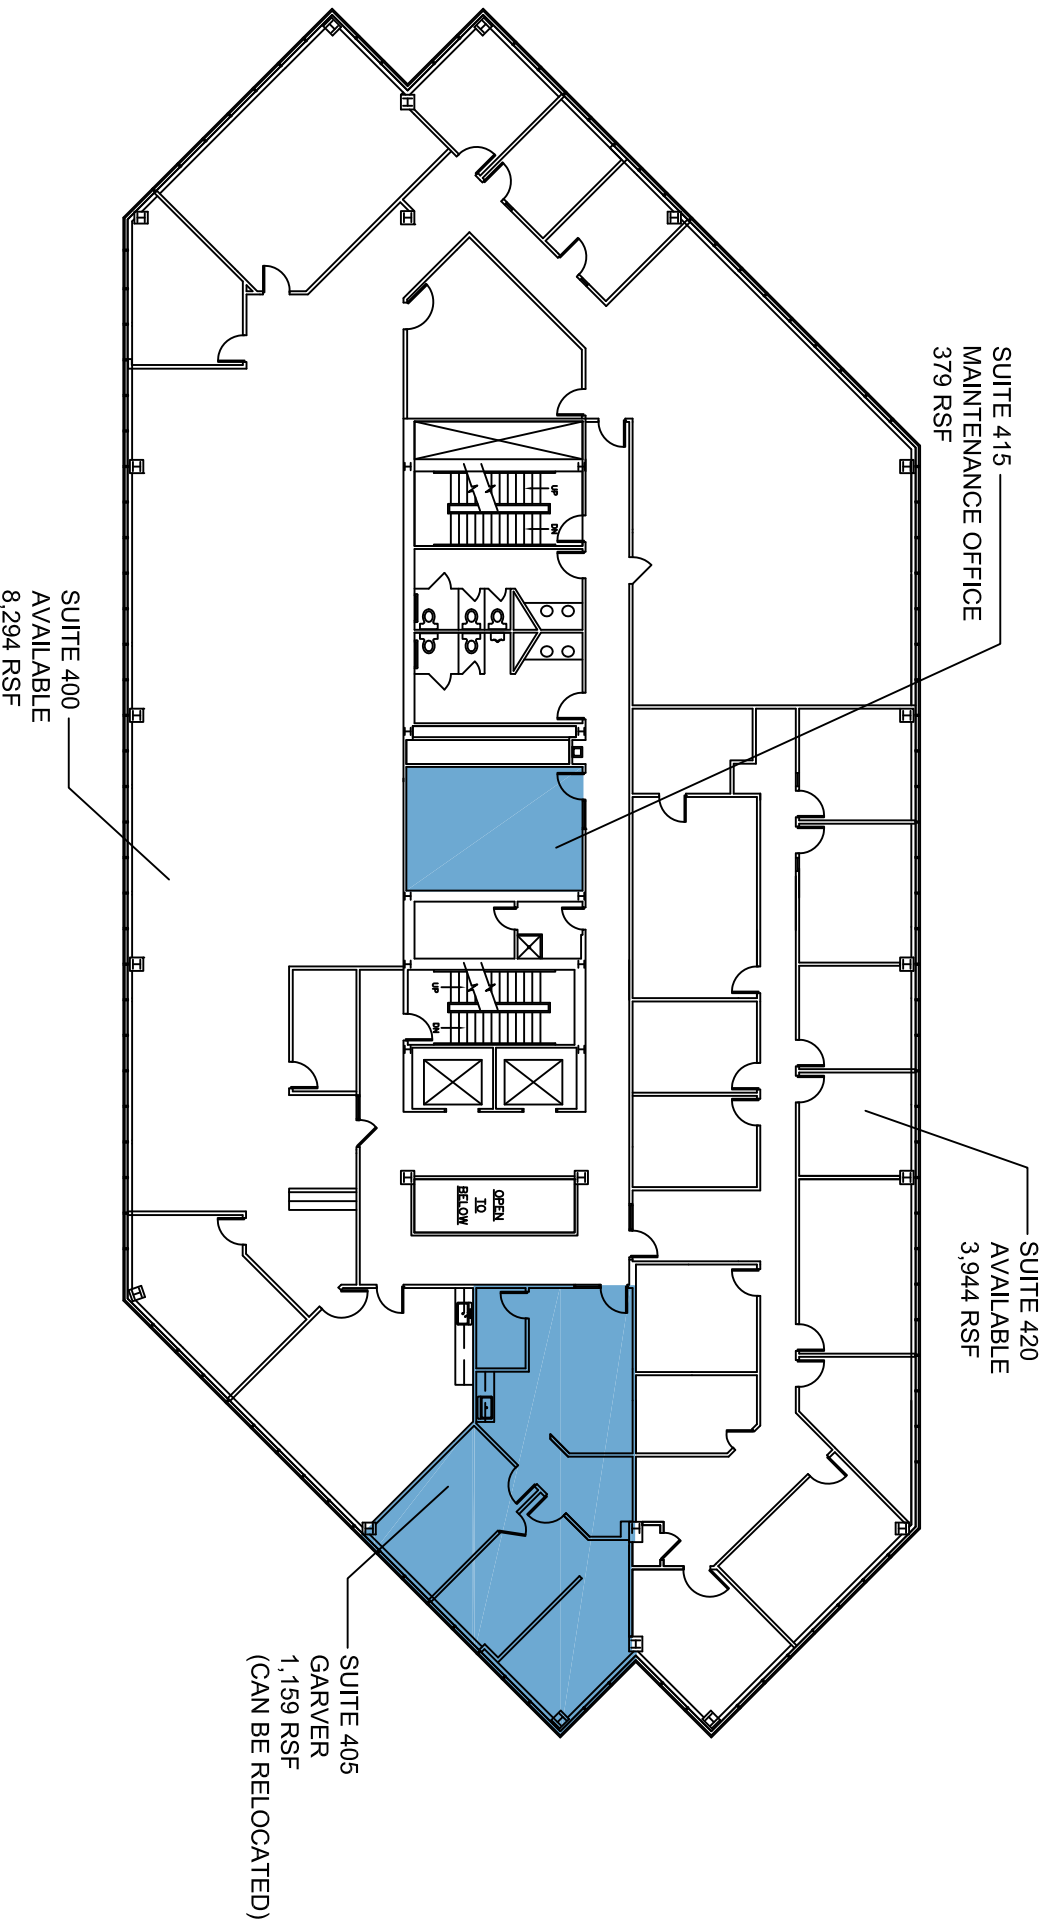 SUITE 415
MAINTENANCE OFFICE
379 RSF
SUITE 420
AVAILABLE
3,944 RSF
UP
DN
UP
DN
OPEN
TO
BELOW
SUITE 400
AVAILABLE
8,294 RSF
SUITE 405
GARVER
1,159 RSF
(CAN BE RELOCATED)